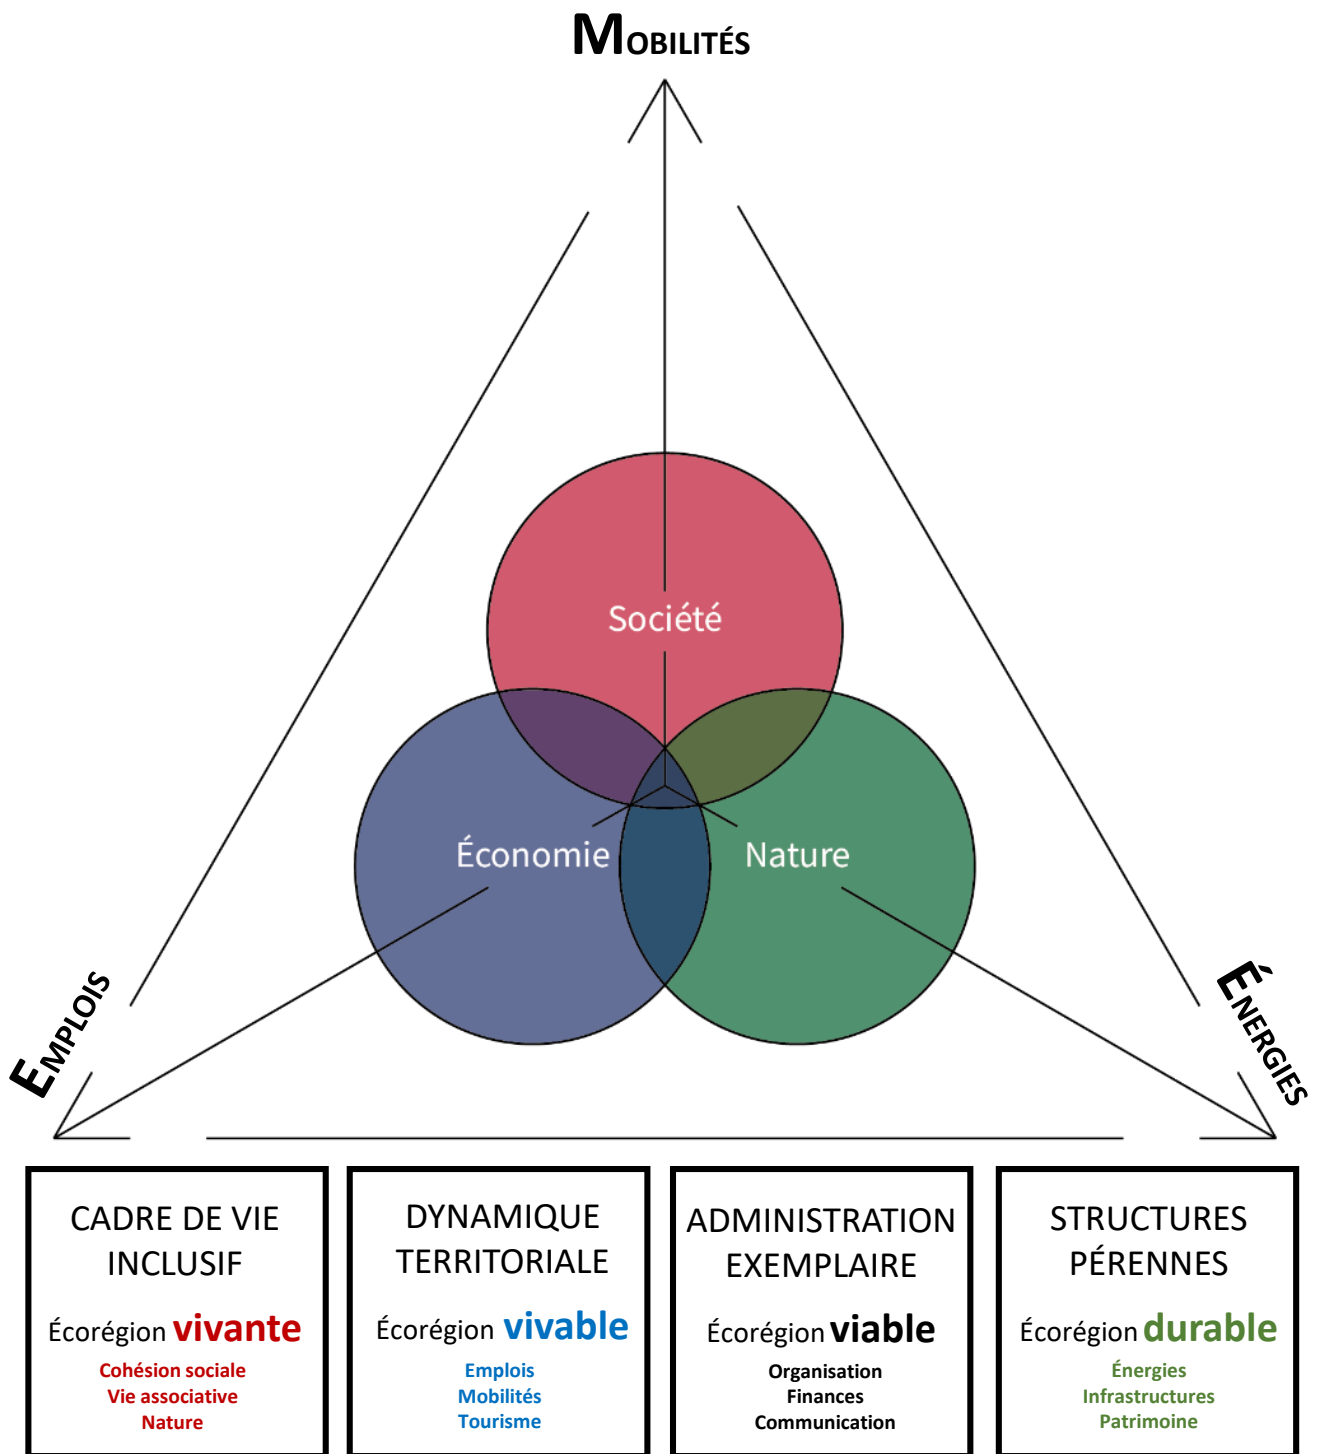 MOBILITÉS
Société
Économie
Nature
EMPLOIS
ÉNERGIES
CADRE DE VIE
INCLUSIF
Écorégion vivante
Cohésion sociale
Vie associative
Nature
DYNAMIQUE
TERRITORIALE
Écorégion vivable
Emplois
Mobilités
Tourisme
ADMINISTRATION
EXEMPLAIRE
Écorégion viable
Organisation
Finances
Communication
STRUCTURES
PÉRENNES
Écorégion durable
Énergies
Infrastructures
Patrimoine